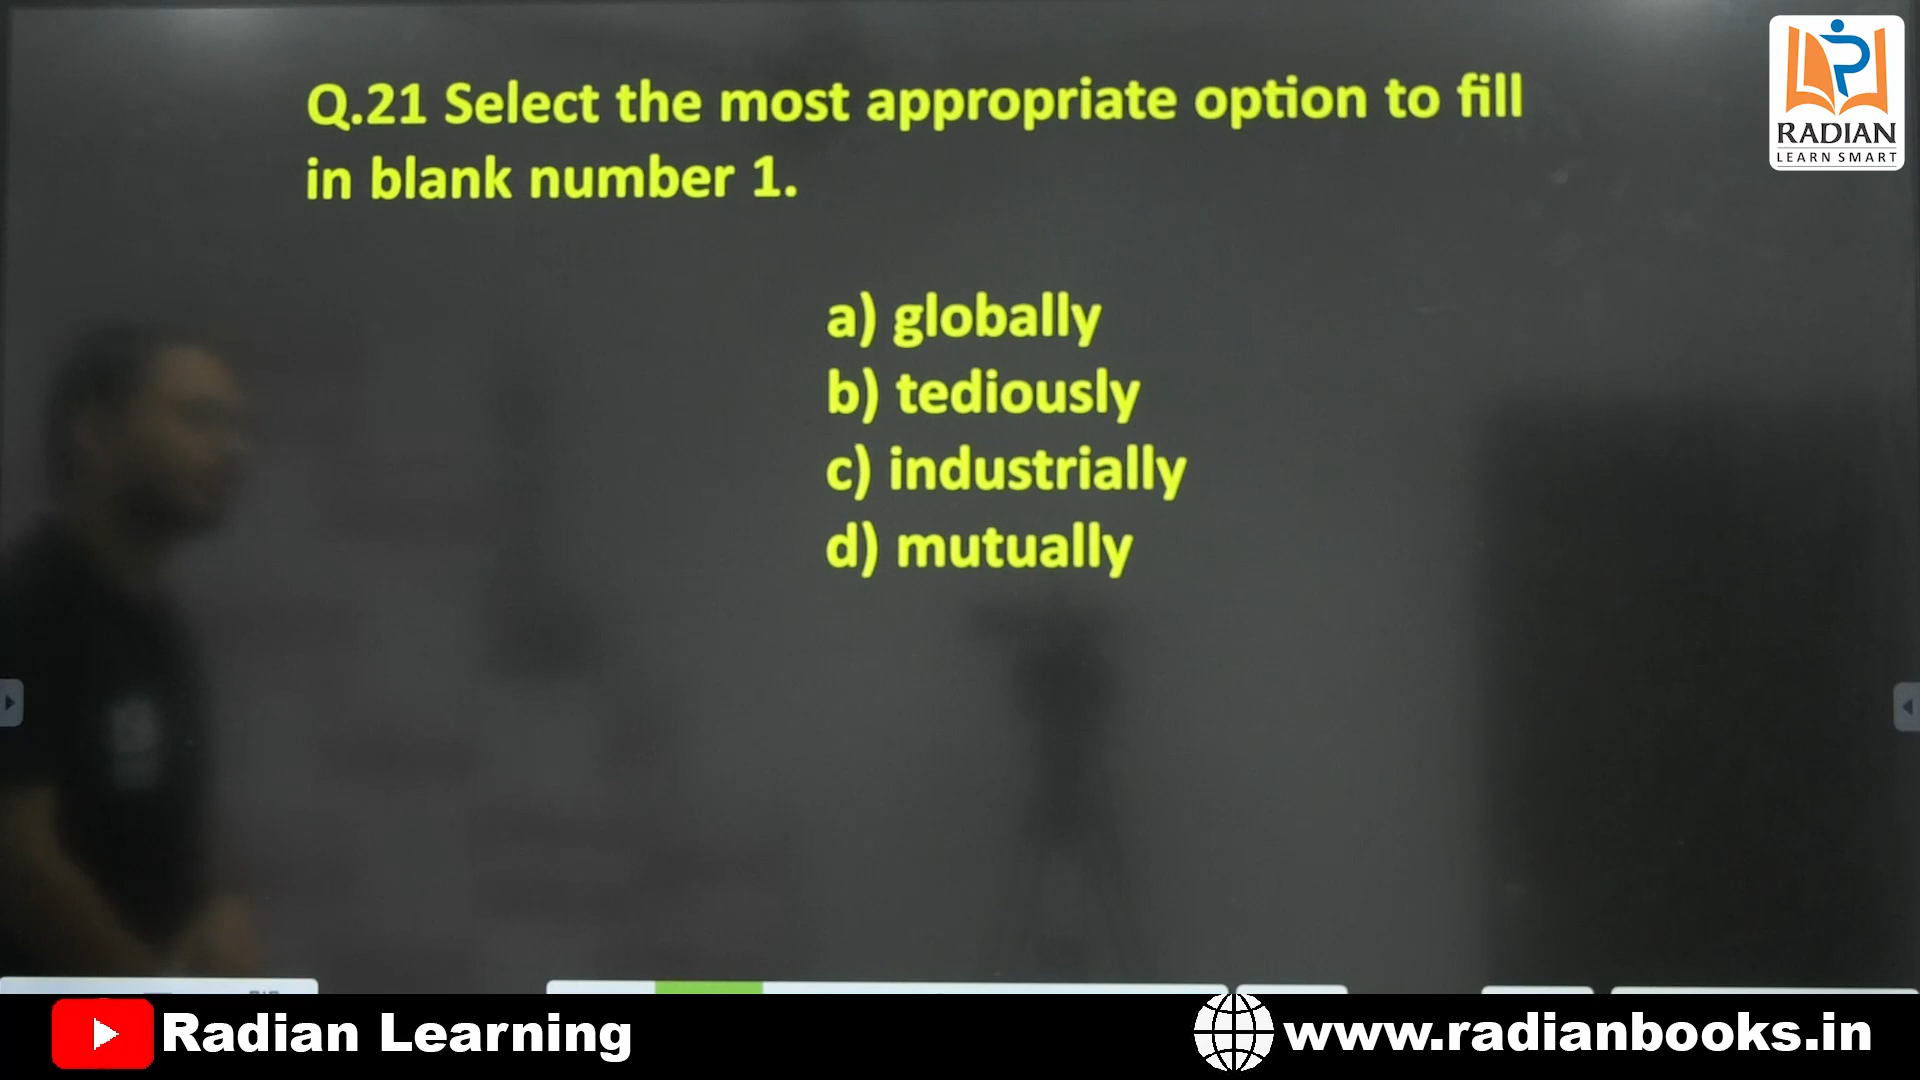 Q.21 Select the most appropriate option to fill
in blank number 1.
a) globally
b) tediously
c) industrially
d) mutually
RADIAN
LEARN SMART
Radian Learning
www.radianbooks.in